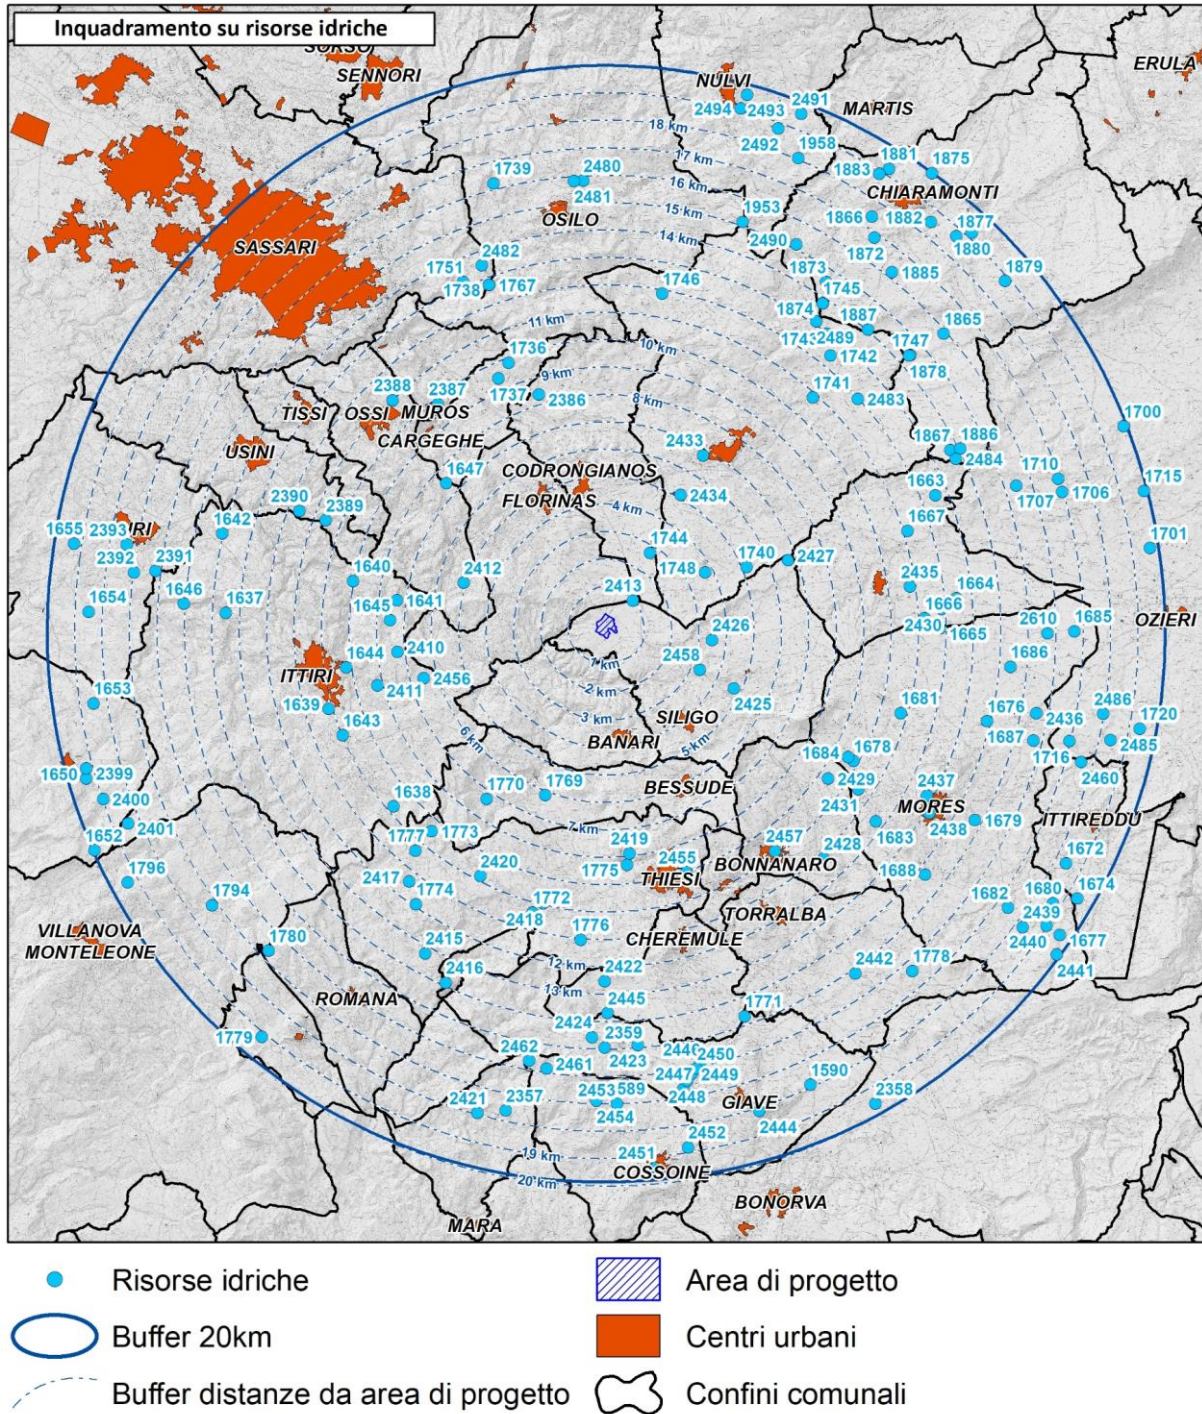 Inquadramento su risorse idriche
SORSO
SENNORI
NULVI
ERULA
2494
2493
2491
MARTIS
18 km
2492
1958
17 km
1881
1875
1883
1739
2480
16 km
CHIARAMONTI
2481
OSILO
15 km
1953
1866
1882
1877
14 km
2490
1872
1880
SASSARI
2482
1751
1873
1885
1879
1738
1767
1746
1745
1874
1887
1865
11 km
1743
2489
1747
10 km
1736
1742
1878
9 km
2388
2387
1737
2386
1741
2483
8 km
TISSI
OSSI
MUROS
CARGEGHE
1700
2433
1867
1886
USINI
CODRONGIANOS
2484
1710
1647
FLORINAS
2434
1663
1707
1706
1715
2390
4 km
1642
2389
1667
1655
2393
URI
1744
1701
2392
2391
1740
2427
1640
2412
1748
2435
1664
1646
1637
1641
2413
1654
1645
1666
1685
OZIERI
2426
2430
2610
1665
2410
1644
2458
1686
ITTIRI
1 km
2456
2411
2 km
1653
2425
1639
SILIGO
1681
1676
2486
1643
3 km
2436
1720
6 km
BANARI
5 km
1687
1684
1678
2485
1716
1650
2399
1770
1769
BESSUDE
2429
2460
2437
2400
1638
2431
MORES
7 km
1679
ITTIREDDU
2401
1652
1777
1773
2419
2457
1683
2438
2420
2455
2428
1672
1796
1775
BONNANARO
2417
THIESI
1688
1794
1774
1682
1680
1674
1772
TORRALBA
2418
2439
VILLANOVA
MONTELEONE
1776
CHEREMULE
2440
1677
1780
2415
12 km
2442
1778
2441
2416
13 km
2422
ROMANA
2445
1771
2424
2359
1779
2462
2446
2450
2461
2423
2447
2449
1590
2421
2357
2453
589
2448
GIAVE
2358
2454
2444
2452
19 km
2451
COSSOINE
20 km
BONORVA
MARA
Risorse idriche
Area di progetto
Buffer 20km
Centri urbani
Buffer distanze da area di progetto
Confini comunali